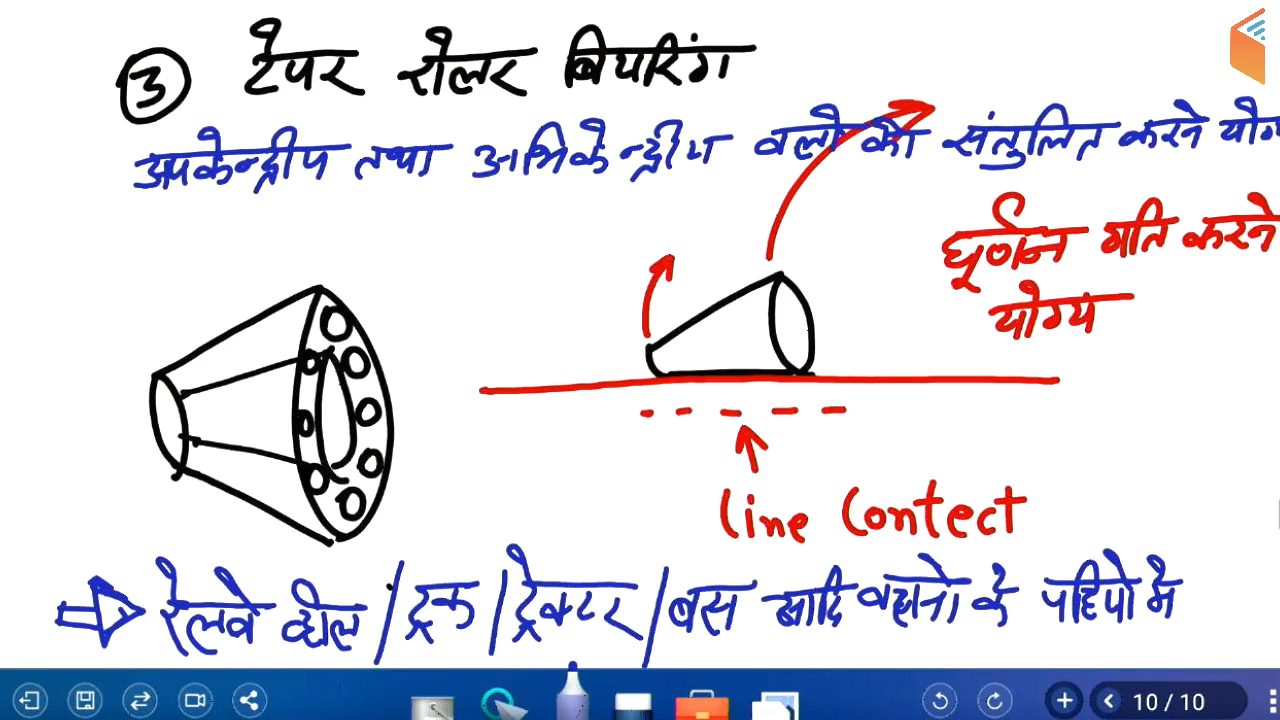 ③ टेपर रोलर बियरिंग
अपकेन्द्रीय तथा अभिकेन्द्रीय बलो को संतुलित करने योग
घूर्णन गति करने
योग्य
Line Contect
⇒ रेलवे व्हील / ट्रक / ट्रेक्टर / बस आदि वहानो के पहियो मे
10 / 10